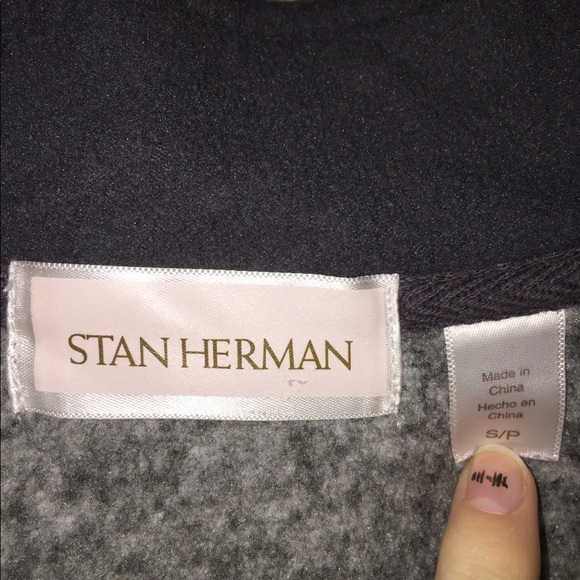 STAN HERMAN
Made in
China
Hecho en
China
S/P